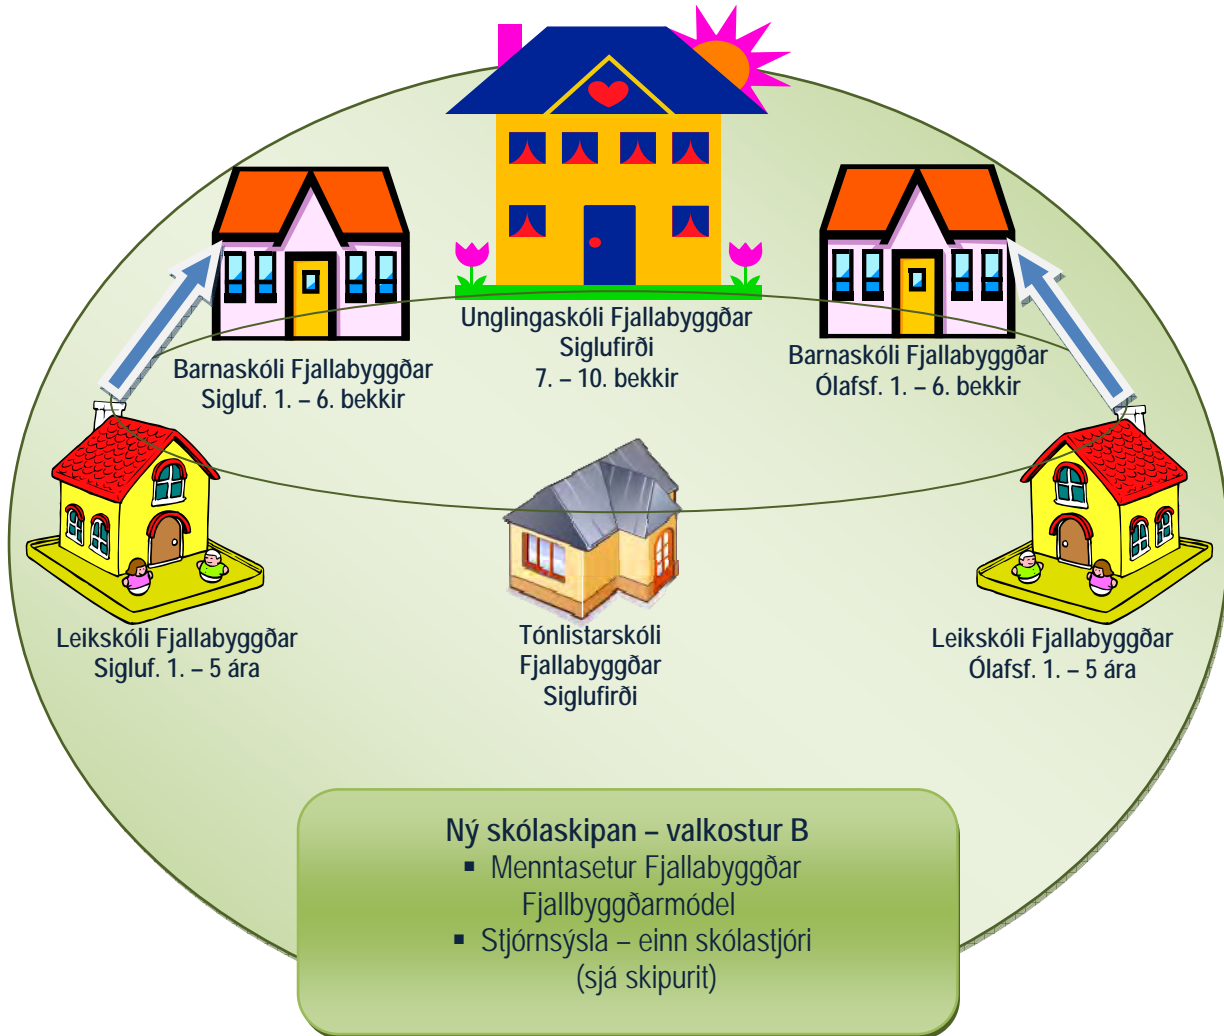 Unglingaskóli Fjallabyggðar
Siglufirði
7. – 10. bekkir
Barnaskóli Fjallabyggðar
Sigluf. 1. – 6. bekkir
Barnaskóli Fjallabyggðar
Ólafsf. 1. – 6. bekkir
Leikskóli Fjallabyggðar
Sigluf. 1. – 5 ára
Tónlistarskóli
Fjallabyggðar
Siglufirði
Leikskóli Fjallabyggðar
Ólafsf. 1. – 5 ára
Ný skólaskipan – valkostur B
▪ Menntasetur Fjallabyggðar
Fjallbyggðarmódel
▪ Stjórnsýsla – einn skólastjóri
(sjá skipurit)